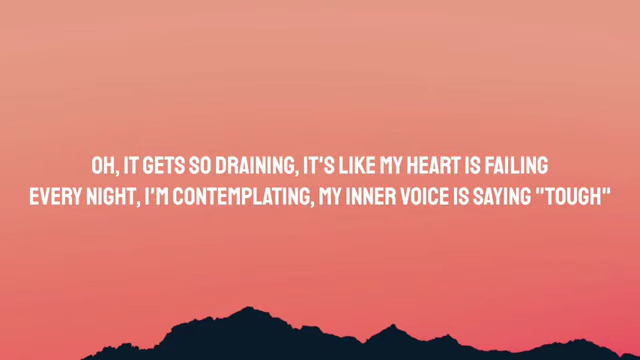 OH, IT GETS SO DRAINING, IT'S LIKE MY HEART IS FAILING
EVERY NIGHT, I'M CONTEMPLATING, MY INNER VOICE IS SAYING "TOUGH"